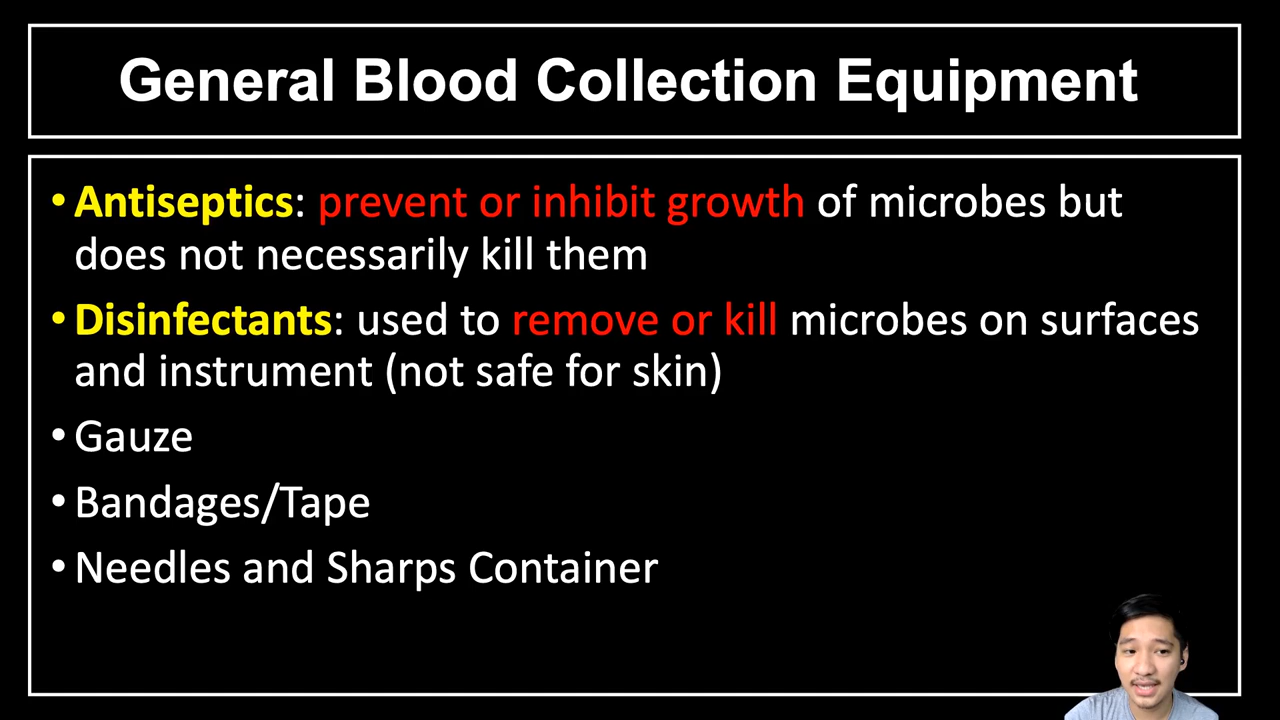 General Blood Collection Equipment
• Antiseptics: prevent or inhibit growth of microbes but
does not necessarily kill them
• Disinfectants: used to remove or kill microbes on surfaces
and instrument (not safe for skin)
• Gauze
• Bandages/Tape
• Needles and Sharps Container